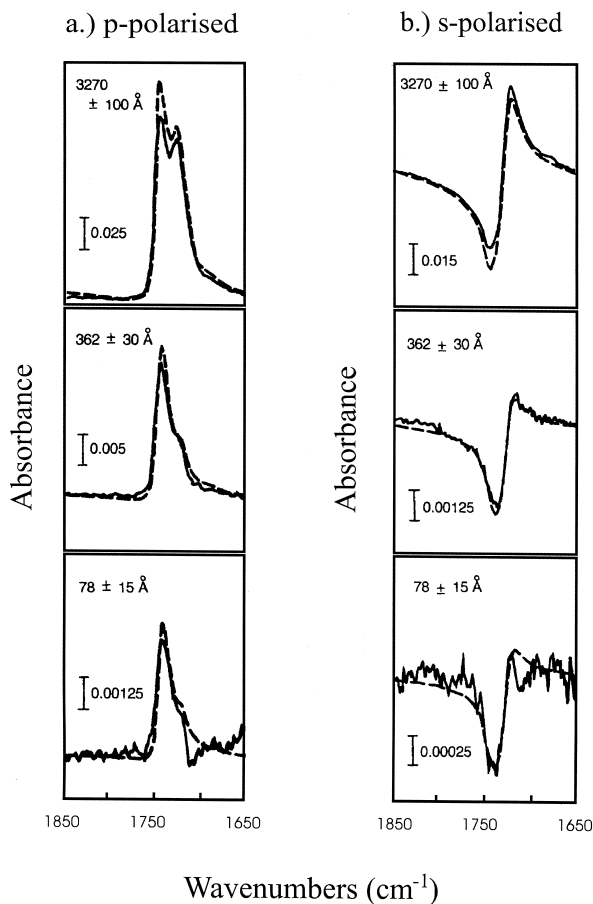 a.) p-polarised
b.) s-polarised
3270
± 100 Å
0.025
3270 ± 100 Å
0.015
362 ± 30 Å
0.005
362 ± 30 Å
0.00125
78 ± 15 Å
0.00125
78 ± 15 Å
0.00025
Absorbance
Absorbance
1850 1750 1650
1850 1750 1650
Wavenumbers (cm⁻¹)